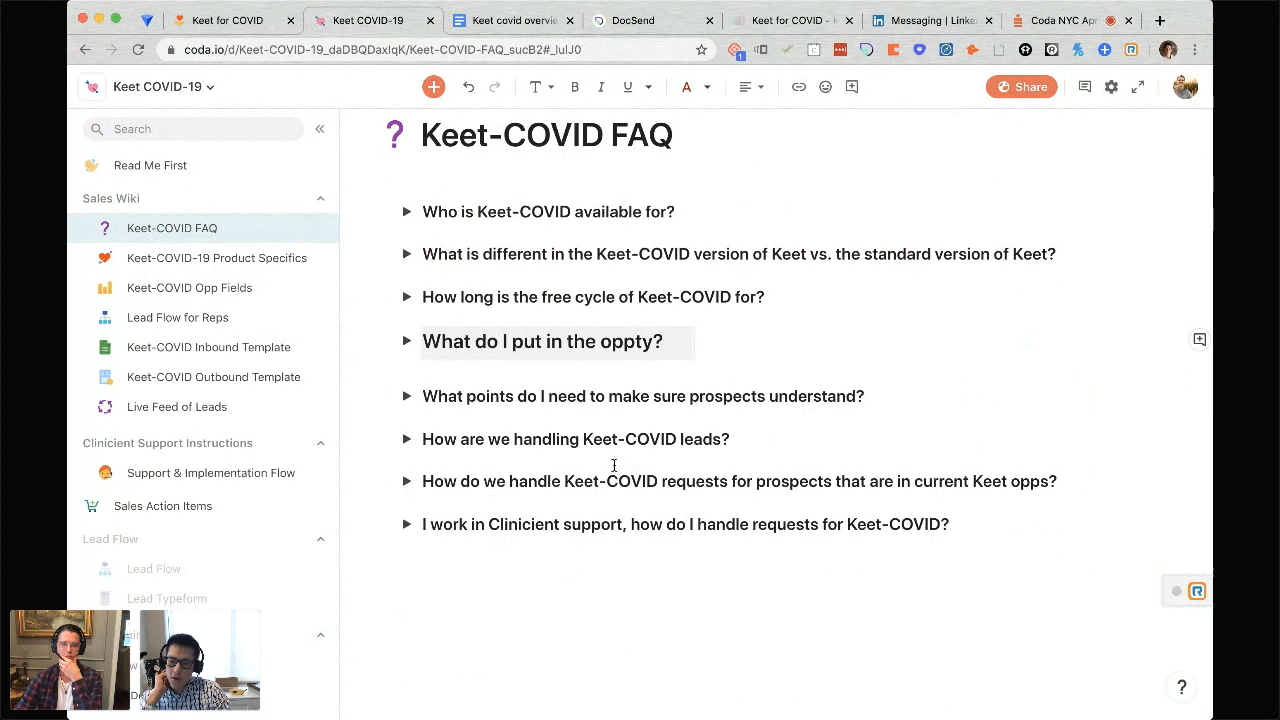 Keet for COVID
Keet COVID-19
Keet covid overvie
DocSend
Keet for COVID - k
Messaging | Linke
Coda NYC Apr
coda.io/d/Keet-COVID-19_daDBQDaxIqK/Keet-COVID-FAQ_sucB2#_luIJ0
Keet COVID-19
T B I U A
Share
Search
Read Me First
Sales Wiki
Keet-COVID FAQ
Keet-COVID-19 Product Specifics
Keet-COVID Opp Fields
Lead Flow for Reps
Keet-COVID Inbound Template
Keet-COVID Outbound Template
Live Feed of Leads
Clinicient Support Instructions
Support & Implementation Flow
Sales Action Items
Lead Flow
Lead Flow
Lead Typeform
? Keet-COVID FAQ
Who is Keet-COVID available for?
What is different in the Keet-COVID version of Keet vs. the standard version of Keet?
How long is the free cycle of Keet-COVID for?
What do I put in the oppty?
What points do I need to make sure prospects understand?
How are we handling Keet-COVID leads?
How do we handle Keet-COVID requests for prospects that are in current Keet opps?
I work in Clinicient support, how do I handle requests for Keet-COVID?
?